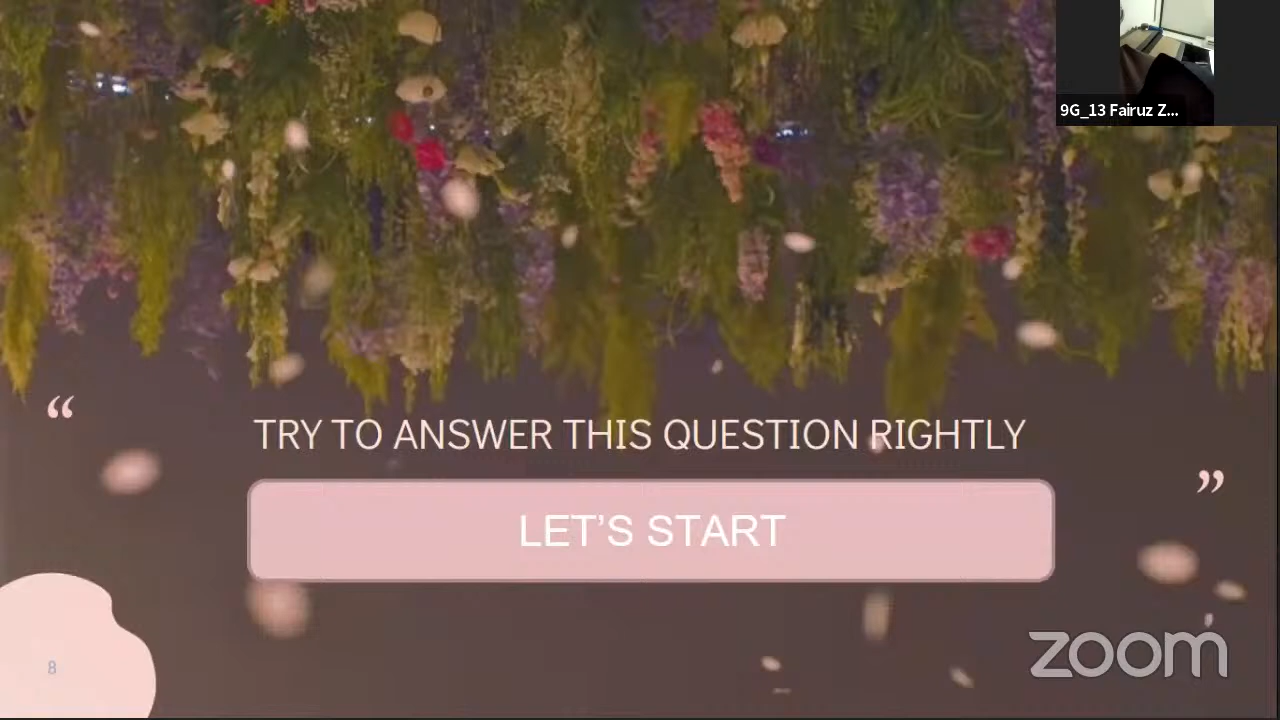 9G_13 Fairuz Z...
“
TRY TO ANSWER THIS QUESTION RIGHTLY
”
LET’S START
8
zoom